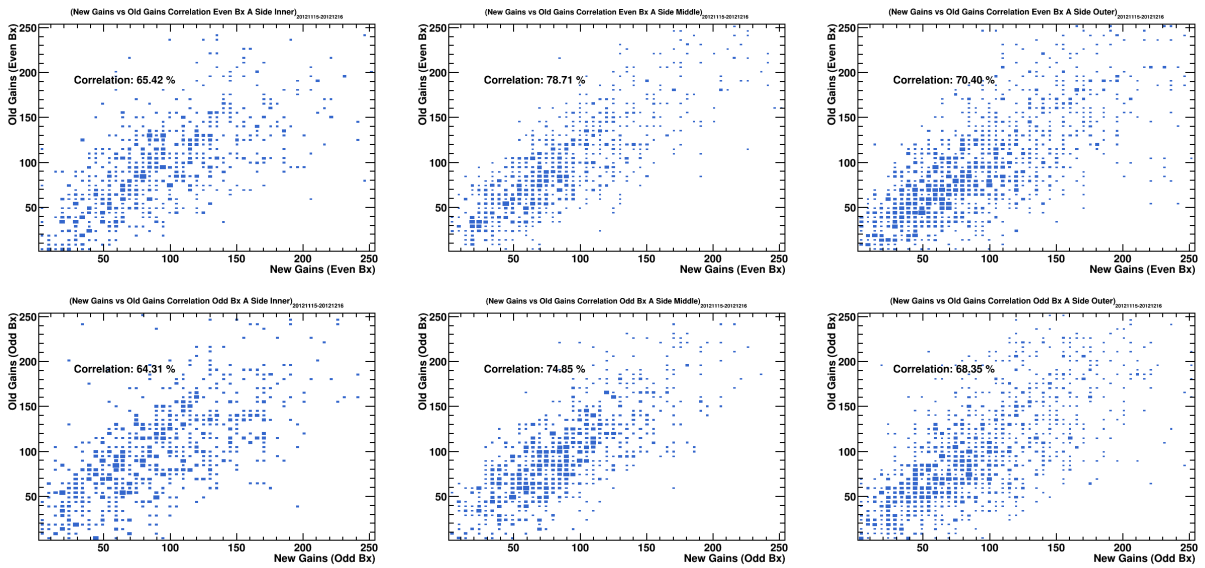 (New Gains vs Old Gains Correlation Even Bx A Side Inner)20121115-20121216
Old Gains (Even Bx)
250
200
150
100
50
Correlation: 65.42 %
50 100 150 200 250
New Gains (Even Bx)
(New Gains vs Old Gains Correlation Even Bx A Side Middle)20121115-20121216
Old Gains (Even Bx)
250
200
150
100
50
Correlation: 78.71 %
50 100 150 200 250
New Gains (Even Bx)
(New Gains vs Old Gains Correlation Even Bx A Side Outer)20121115-20121216
Old Gains (Even Bx)
250
200
150
100
50
Correlation: 70.40 %
50 100 150 200 250
New Gains (Even Bx)
(New Gains vs Old Gains Correlation Odd Bx A Side Inner)20121115-20121216
Old Gains (Odd Bx)
250
200
150
100
50
Correlation: 64.31 %
50 100 150 200 250
New Gains (Odd Bx)
(New Gains vs Old Gains Correlation Odd Bx A Side Middle)20121115-20121216
Old Gains (Odd Bx)
250
200
150
100
50
Correlation: 74.85 %
50 100 150 200 250
New Gains (Odd Bx)
(New Gains vs Old Gains Correlation Odd Bx A Side Outer)20121115-20121216
Old Gains (Odd Bx)
250
200
150
100
50
Correlation: 68.35 %
50 100 150 200 250
New Gains (Odd Bx)